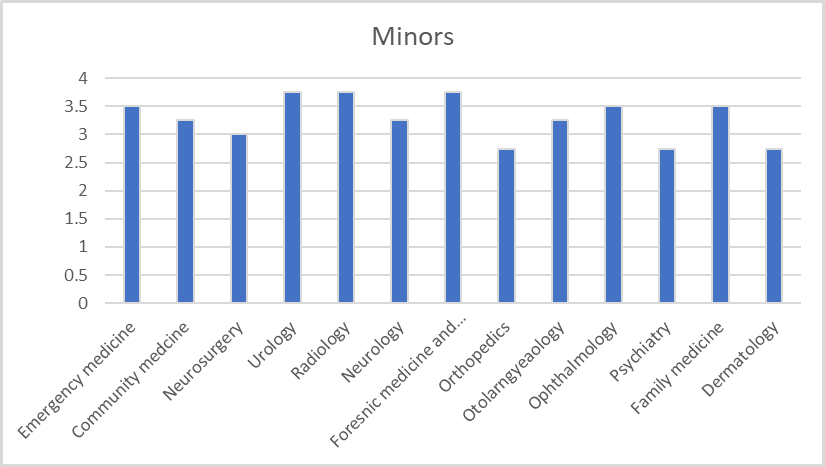 Minors
4
3.5
3
2.5
2
1.5
1
0.5
0
Emergency medicine
Community medcine
Neurosurgery
Urology
Radiology
Neurology
Foresnic medicine and...
Orthopedics
Otolarngyeaology
Ophthalmology
Psychiatry
Family medicine
Dermatology